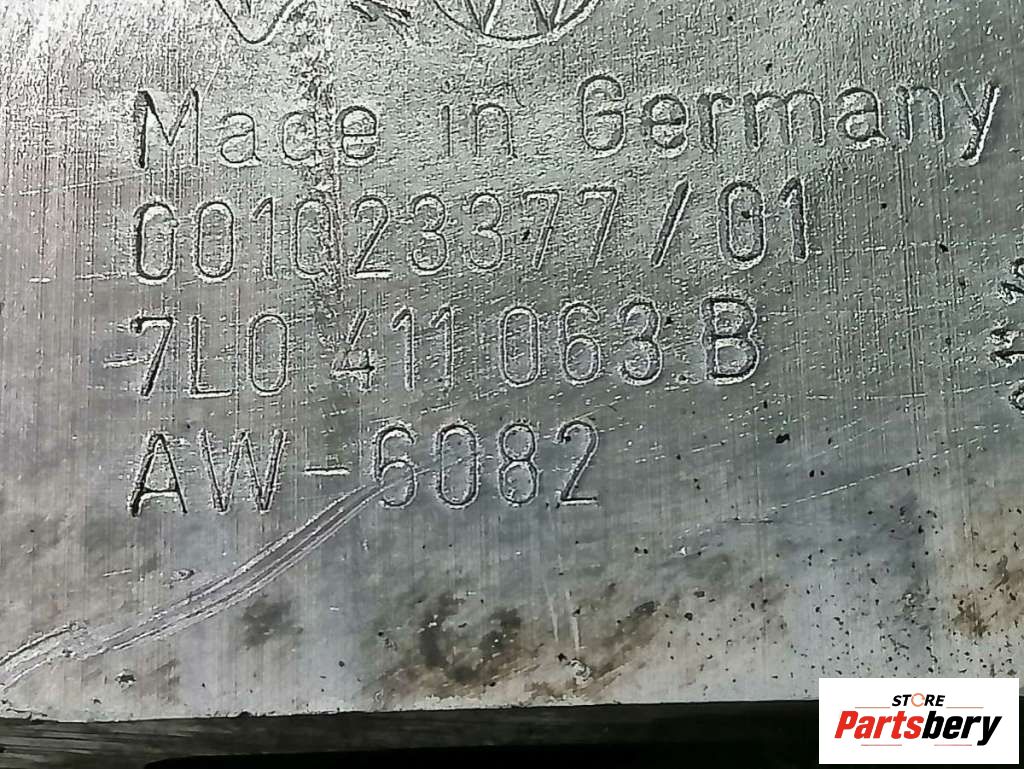 Made in Germany
001023377/01
7L0 411 063 B
AW-6082
STORE
Partsbery